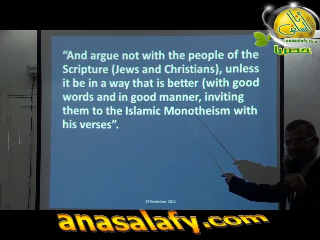 anasalafy.com
"And argue not with the people of the
Scripture (Jews and Christians), unless
it be in a way that is better (with good
words and in good manner, inviting
them to the Islamic Monotheism with
his verses".
anasalafy.com